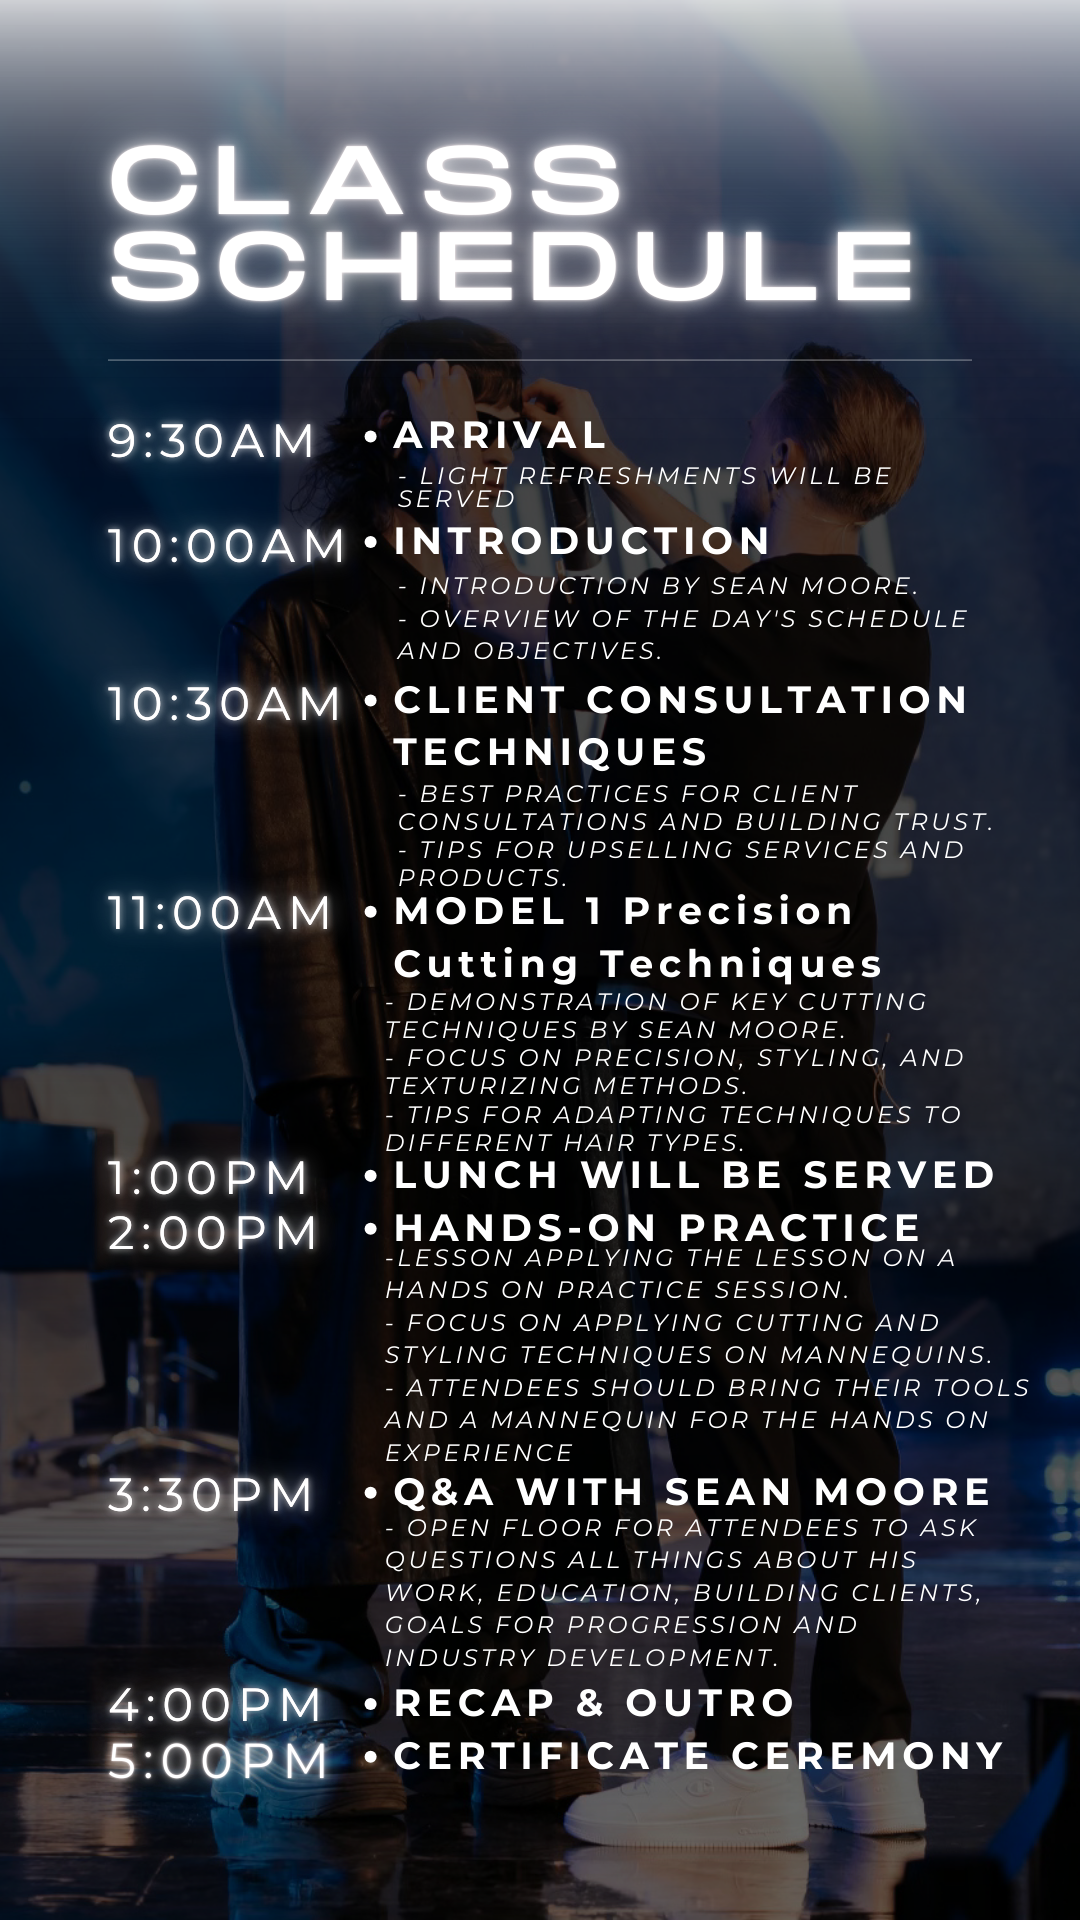 CLASS
SCHEDULE
9:30AM • ARRIVAL
- LIGHT REFRESHMENTS WILL BE
SERVED
10:00AM • INTRODUCTION
- INTRODUCTION BY SEAN MOORE.
- OVERVIEW OF THE DAY'S SCHEDULE
AND OBJECTIVES.
10:30AM • CLIENT CONSULTATION
TECHNIQUES
- BEST PRACTICES FOR CLIENT
CONSULTATIONS AND BUILDING TRUST.
- TIPS FOR UPSELLING SERVICES AND
PRODUCTS.
11:00AM • MODEL 1 Precision
Cutting Techniques
- DEMONSTRATION OF KEY CUTTING
TECHNIQUES BY SEAN MOORE.
- FOCUS ON PRECISION, STYLING, AND
TEXTURIZING METHODS.
- TIPS FOR ADAPTING TECHNIQUES TO
DIFFERENT HAIR TYPES.
1:00PM • LUNCH WILL BE SERVED
2:00PM • HANDS-ON PRACTICE
-LESSON APPLYING THE LESSON ON A
HANDS ON PRACTICE SESSION.
- FOCUS ON APPLYING CUTTING AND
STYLING TECHNIQUES ON MANNEQUINS.
- ATTENDEES SHOULD BRING THEIR TOOLS
AND A MANNEQUIN FOR THE HANDS ON
EXPERIENCE
3:30PM • Q&A WITH SEAN MOORE
- OPEN FLOOR FOR ATTENDEES TO ASK
QUESTIONS ALL THINGS ABOUT HIS
WORK, EDUCATION, BUILDING CLIENTS,
GOALS FOR PROGRESSION AND
INDUSTRY DEVELOPMENT.
4:00PM • RECAP & OUTRO
5:00PM • CERTIFICATE CEREMONY